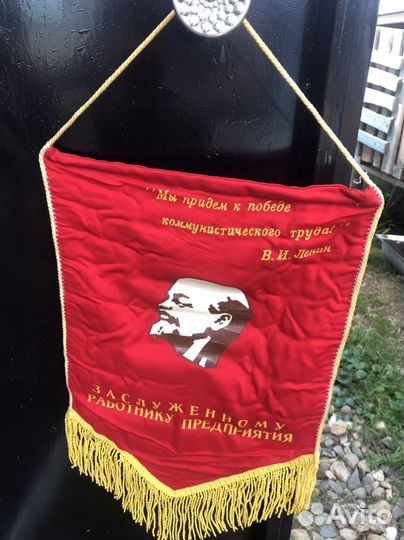 "Мы придем к победе
коммунистического труда!"
В. И. Ленин
ЗАСЛУЖЕННОМУ
РАБОТНИКУ ПРЕДПРИЯТИЯ
Avito